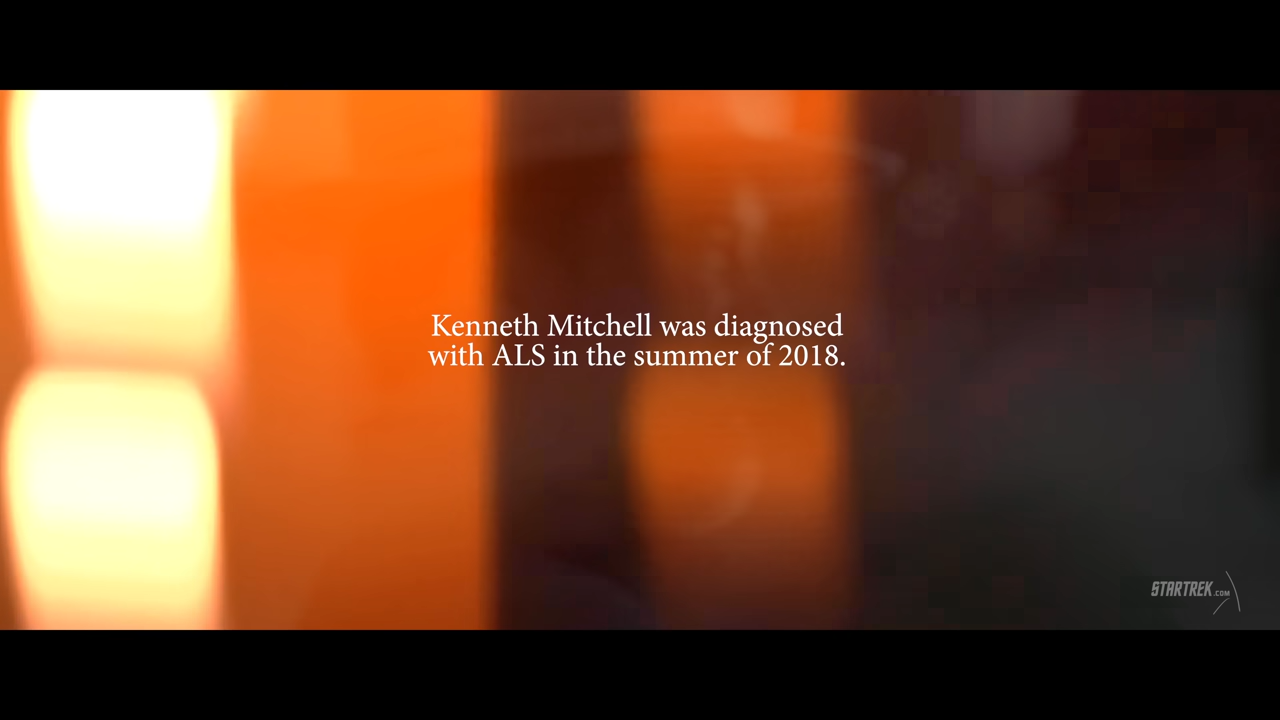 Kenneth Mitchell was diagnosed
with ALS in the summer of 2018.
STARTREK.COM